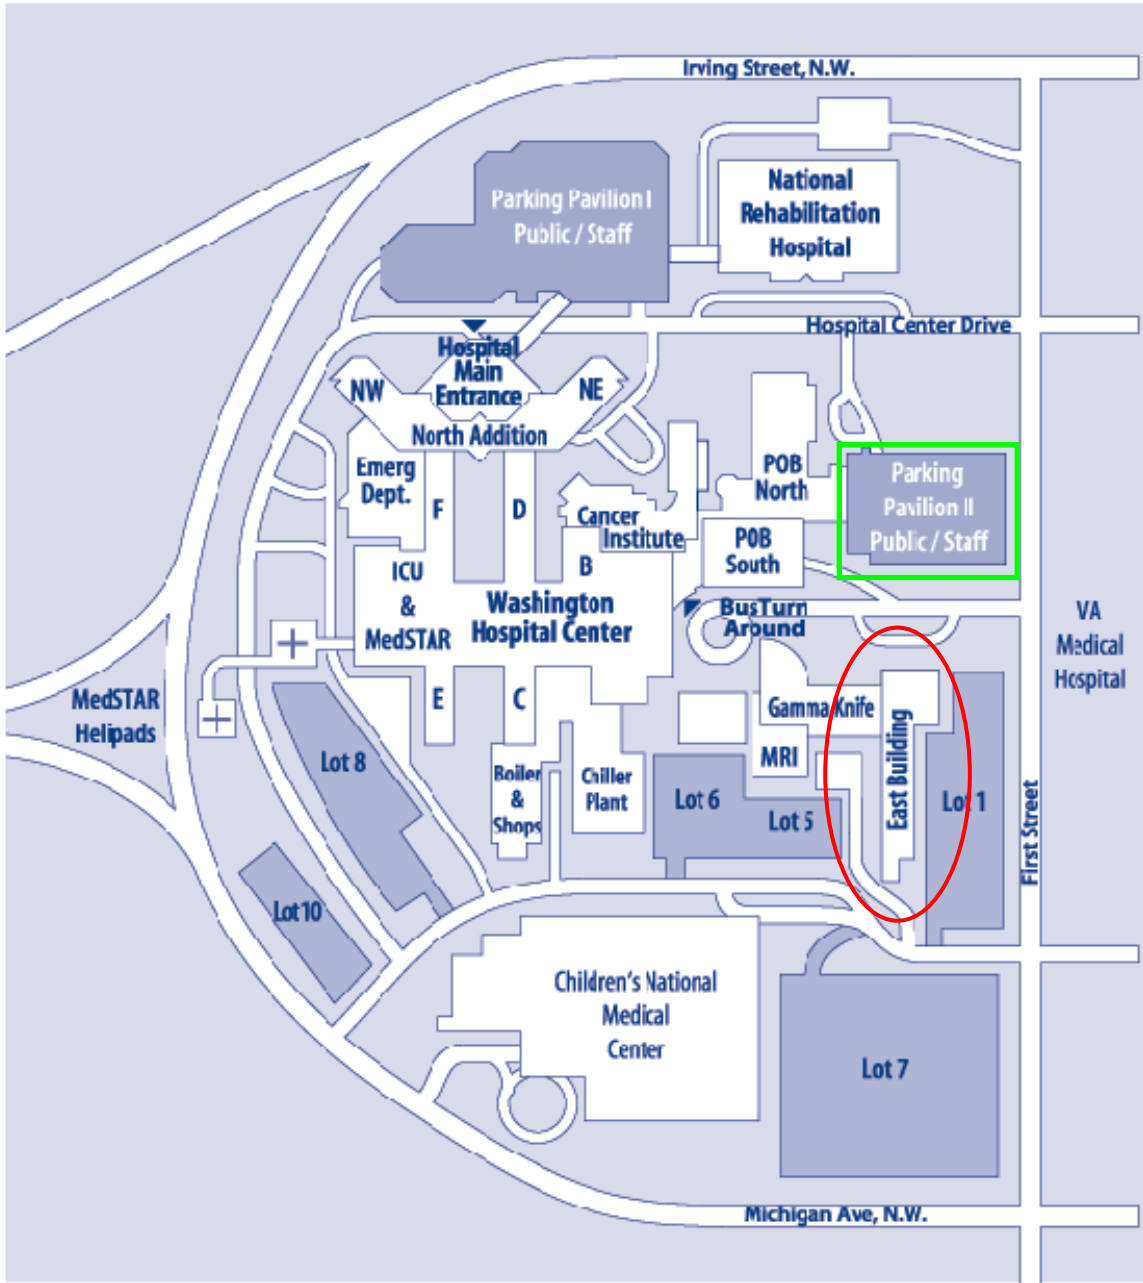 Irving Street, N.W.
Parking Pavilion I
Public / Staff
National
Rehabilitation
Hospital
Hospital Center Drive
Hospital
Main
Entrance
NW
NE
North Addition
Emerg
Dept.
F
D
POB
North
Parking
Pavilion II
Public / Staff
Cancer
Institute
B
POB
South
ICU
&
MedSTAR
Washington
Hospital Center
Bus Turn
Around
VA
Medical
Hospital
MedSTAR
Helipads
E
C
Gamma Knife
MRI
East Building
Lot 8
Boiler
&
Shops
Chiller
Plant
Lot 6
Lot 5
Lot 1
First Street
Lot 10
Children's National
Medical
Center
Lot 7
Michigan Ave, N.W.